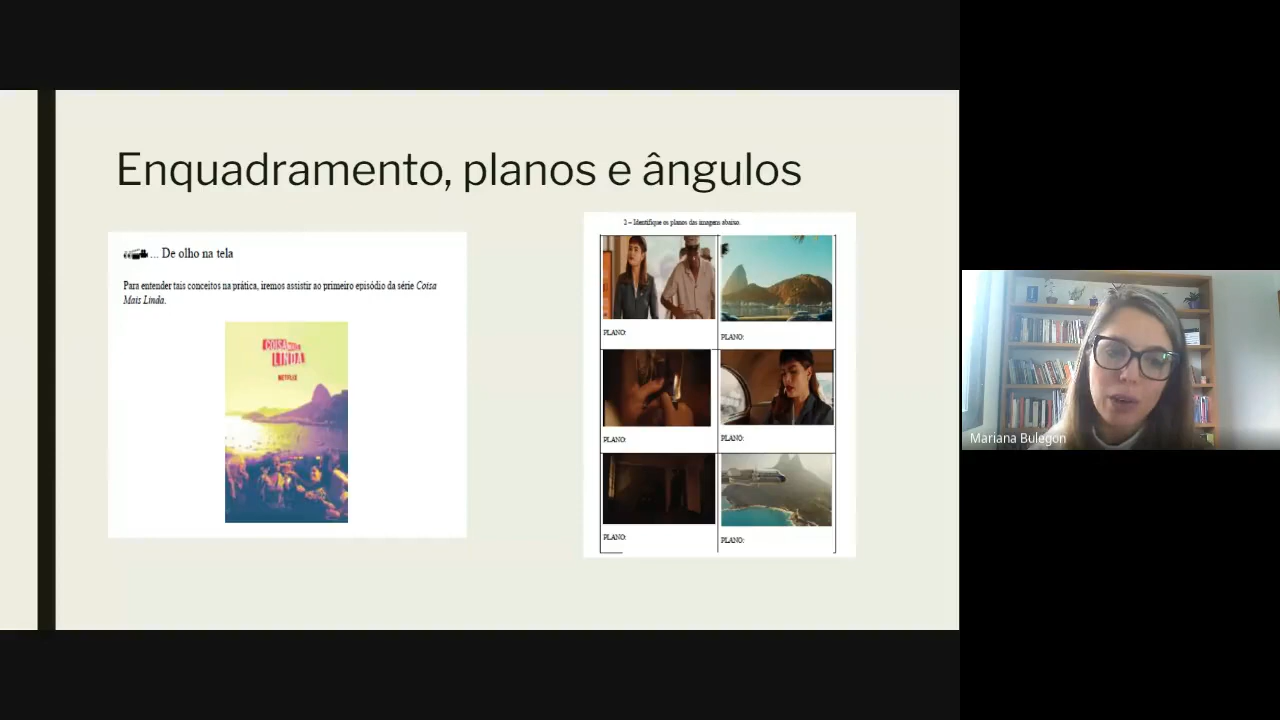 Enquadramento, planos e ângulos
... De olho na tela
Para entender tais conceitos na prática, iremos assistir ao primeiro episódio da série Coisa
Mais Linda.
COISA MAIS
LINDA
NETFLIX
2 – Identifique os planos das imagens abaixo.
PLANO:
PLANO:
PLANO:
PLANO:
PLANO:
PLANO:
Mariana Bulegon